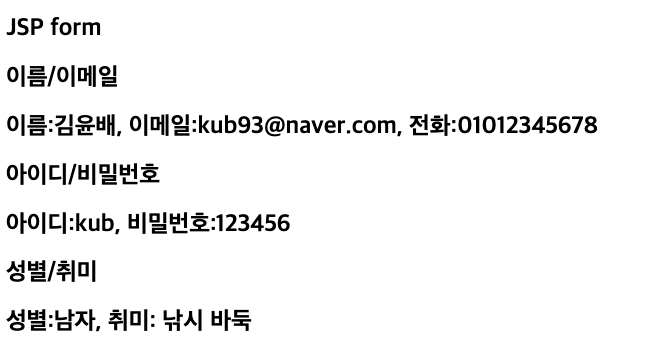 JSP form
이름/이메일
이름:김윤배, 이메일:kub93@naver.com, 전화:01012345678
아이디/비밀번호
아이디:kub, 비밀번호:123456
성별/취미
성별:남자, 취미: 낚시 바둑